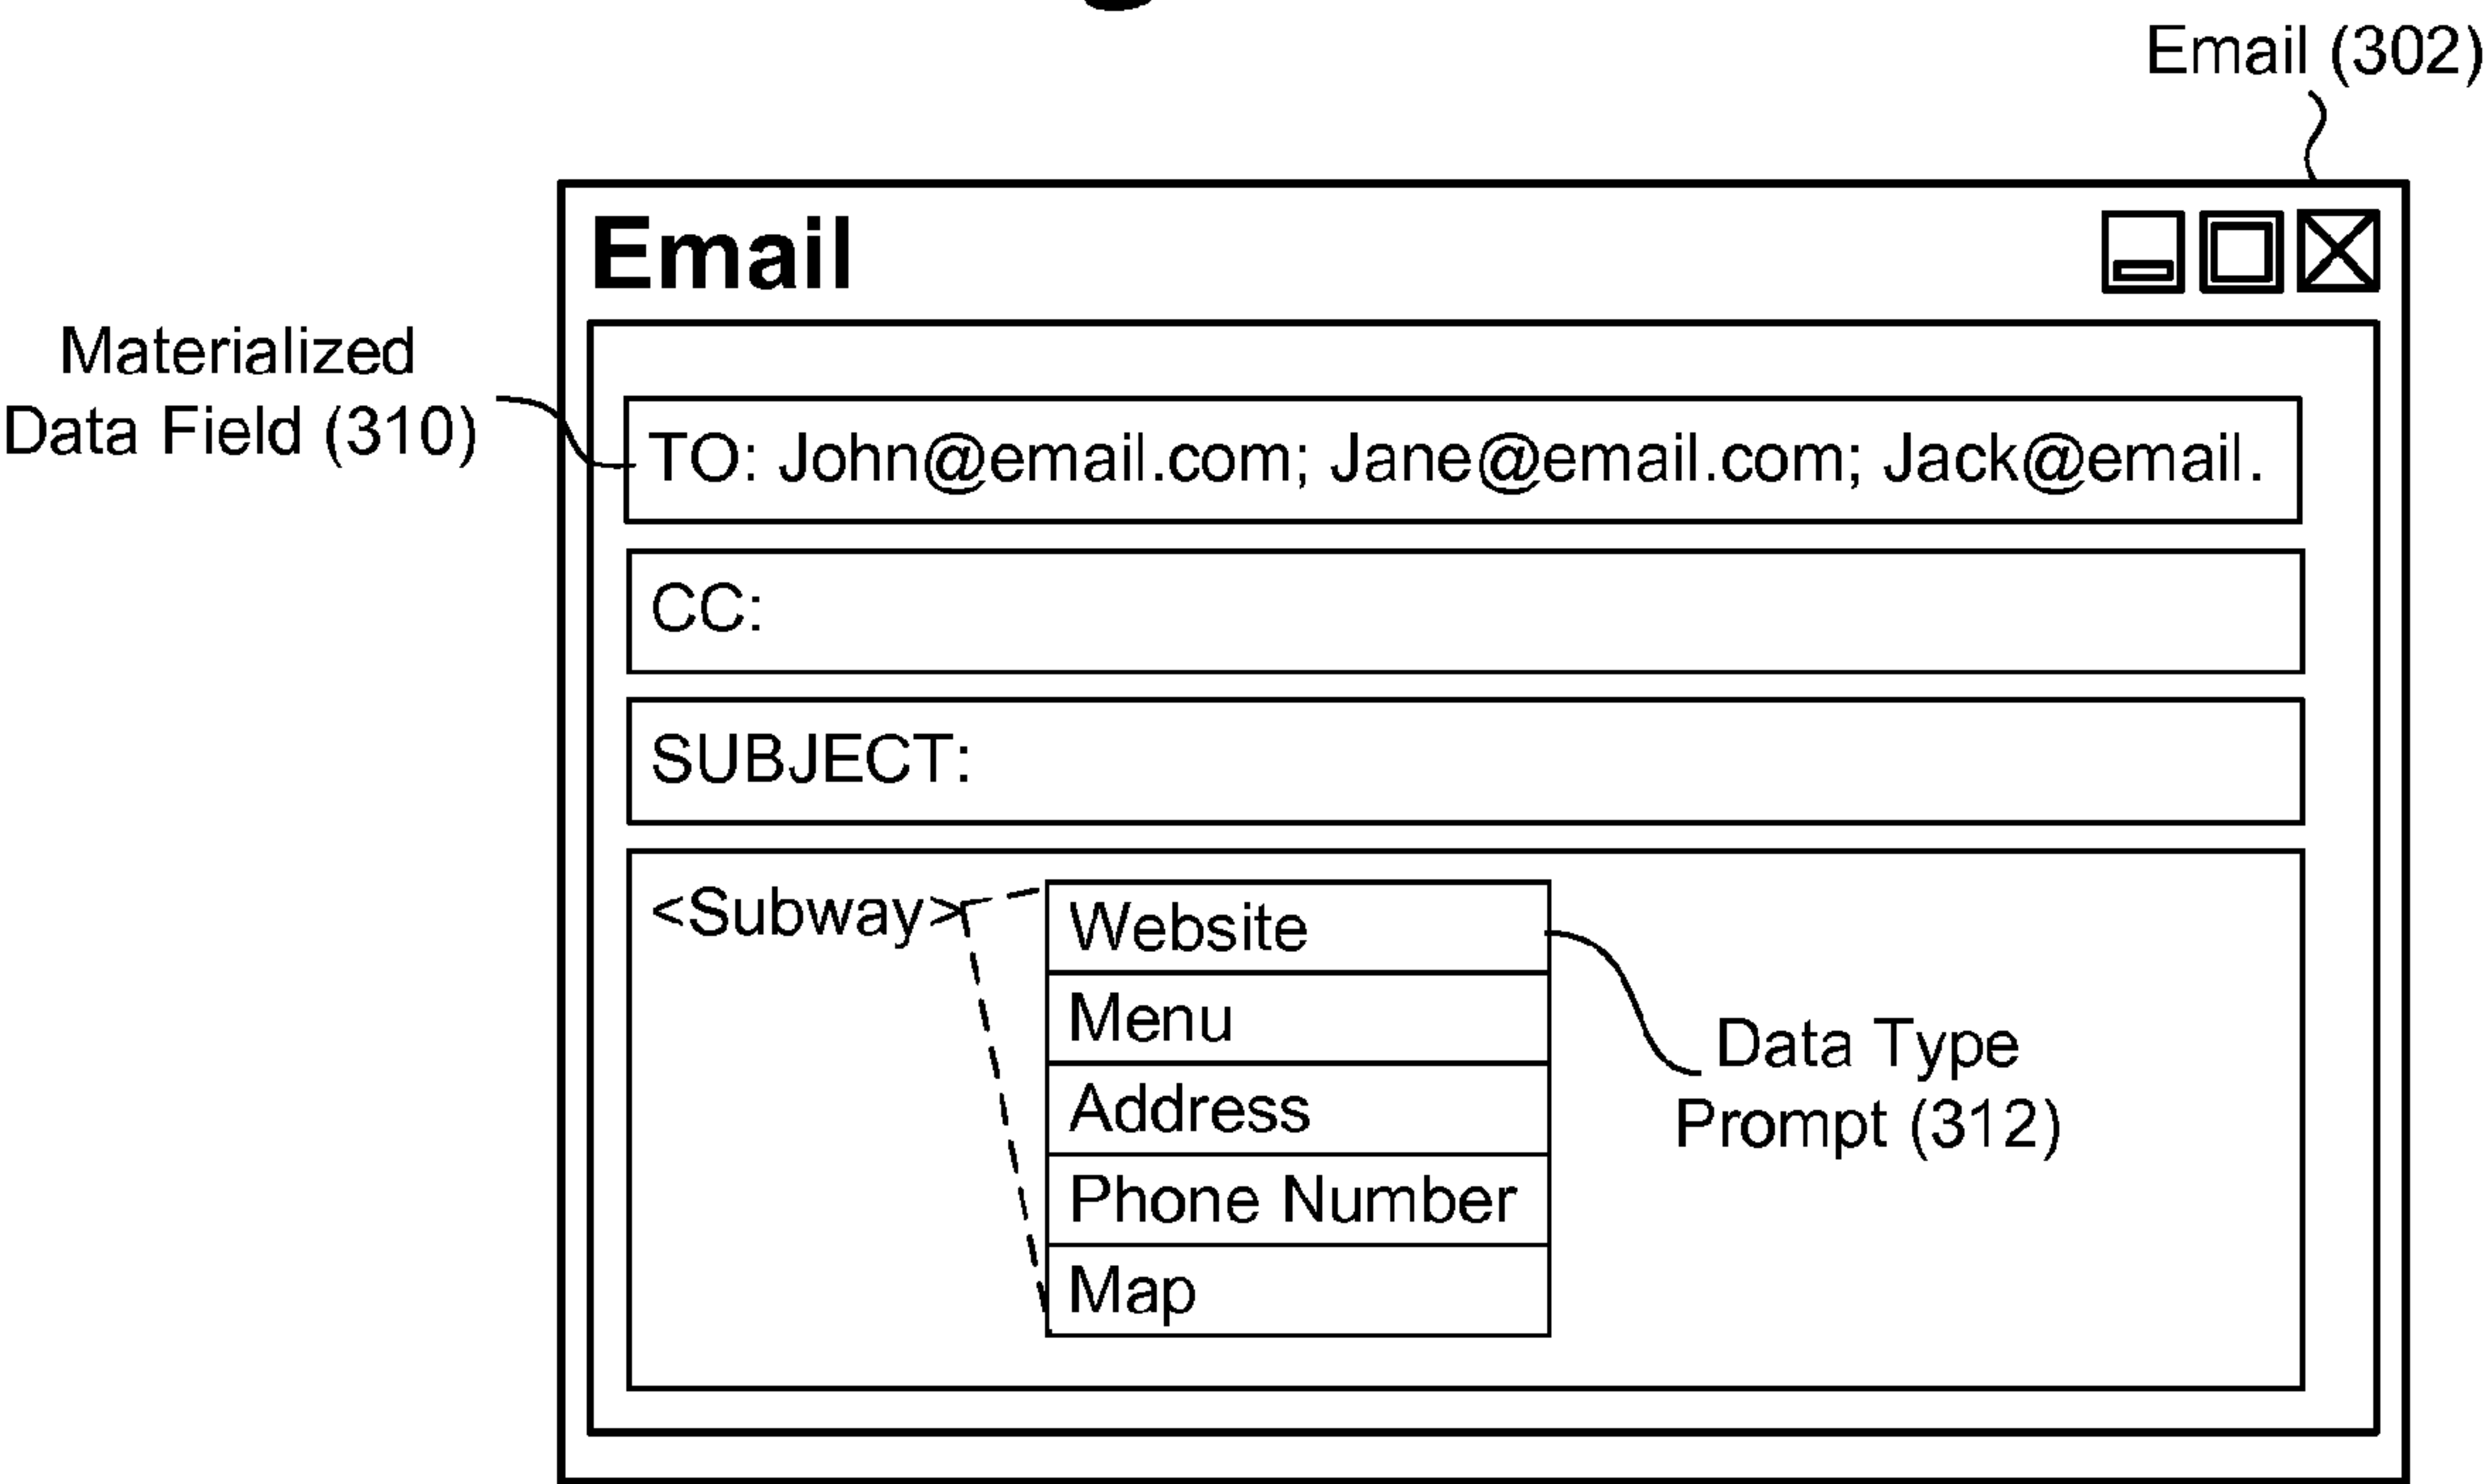 Email (302)
Email
Materialized
Data Field (310)
TO: John@email.com; Jane@email.com; Jack@email.
CC:
SUBJECT:
<Subway>
Website
Menu
Address
Phone Number
Map
Data Type
Prompt (312)